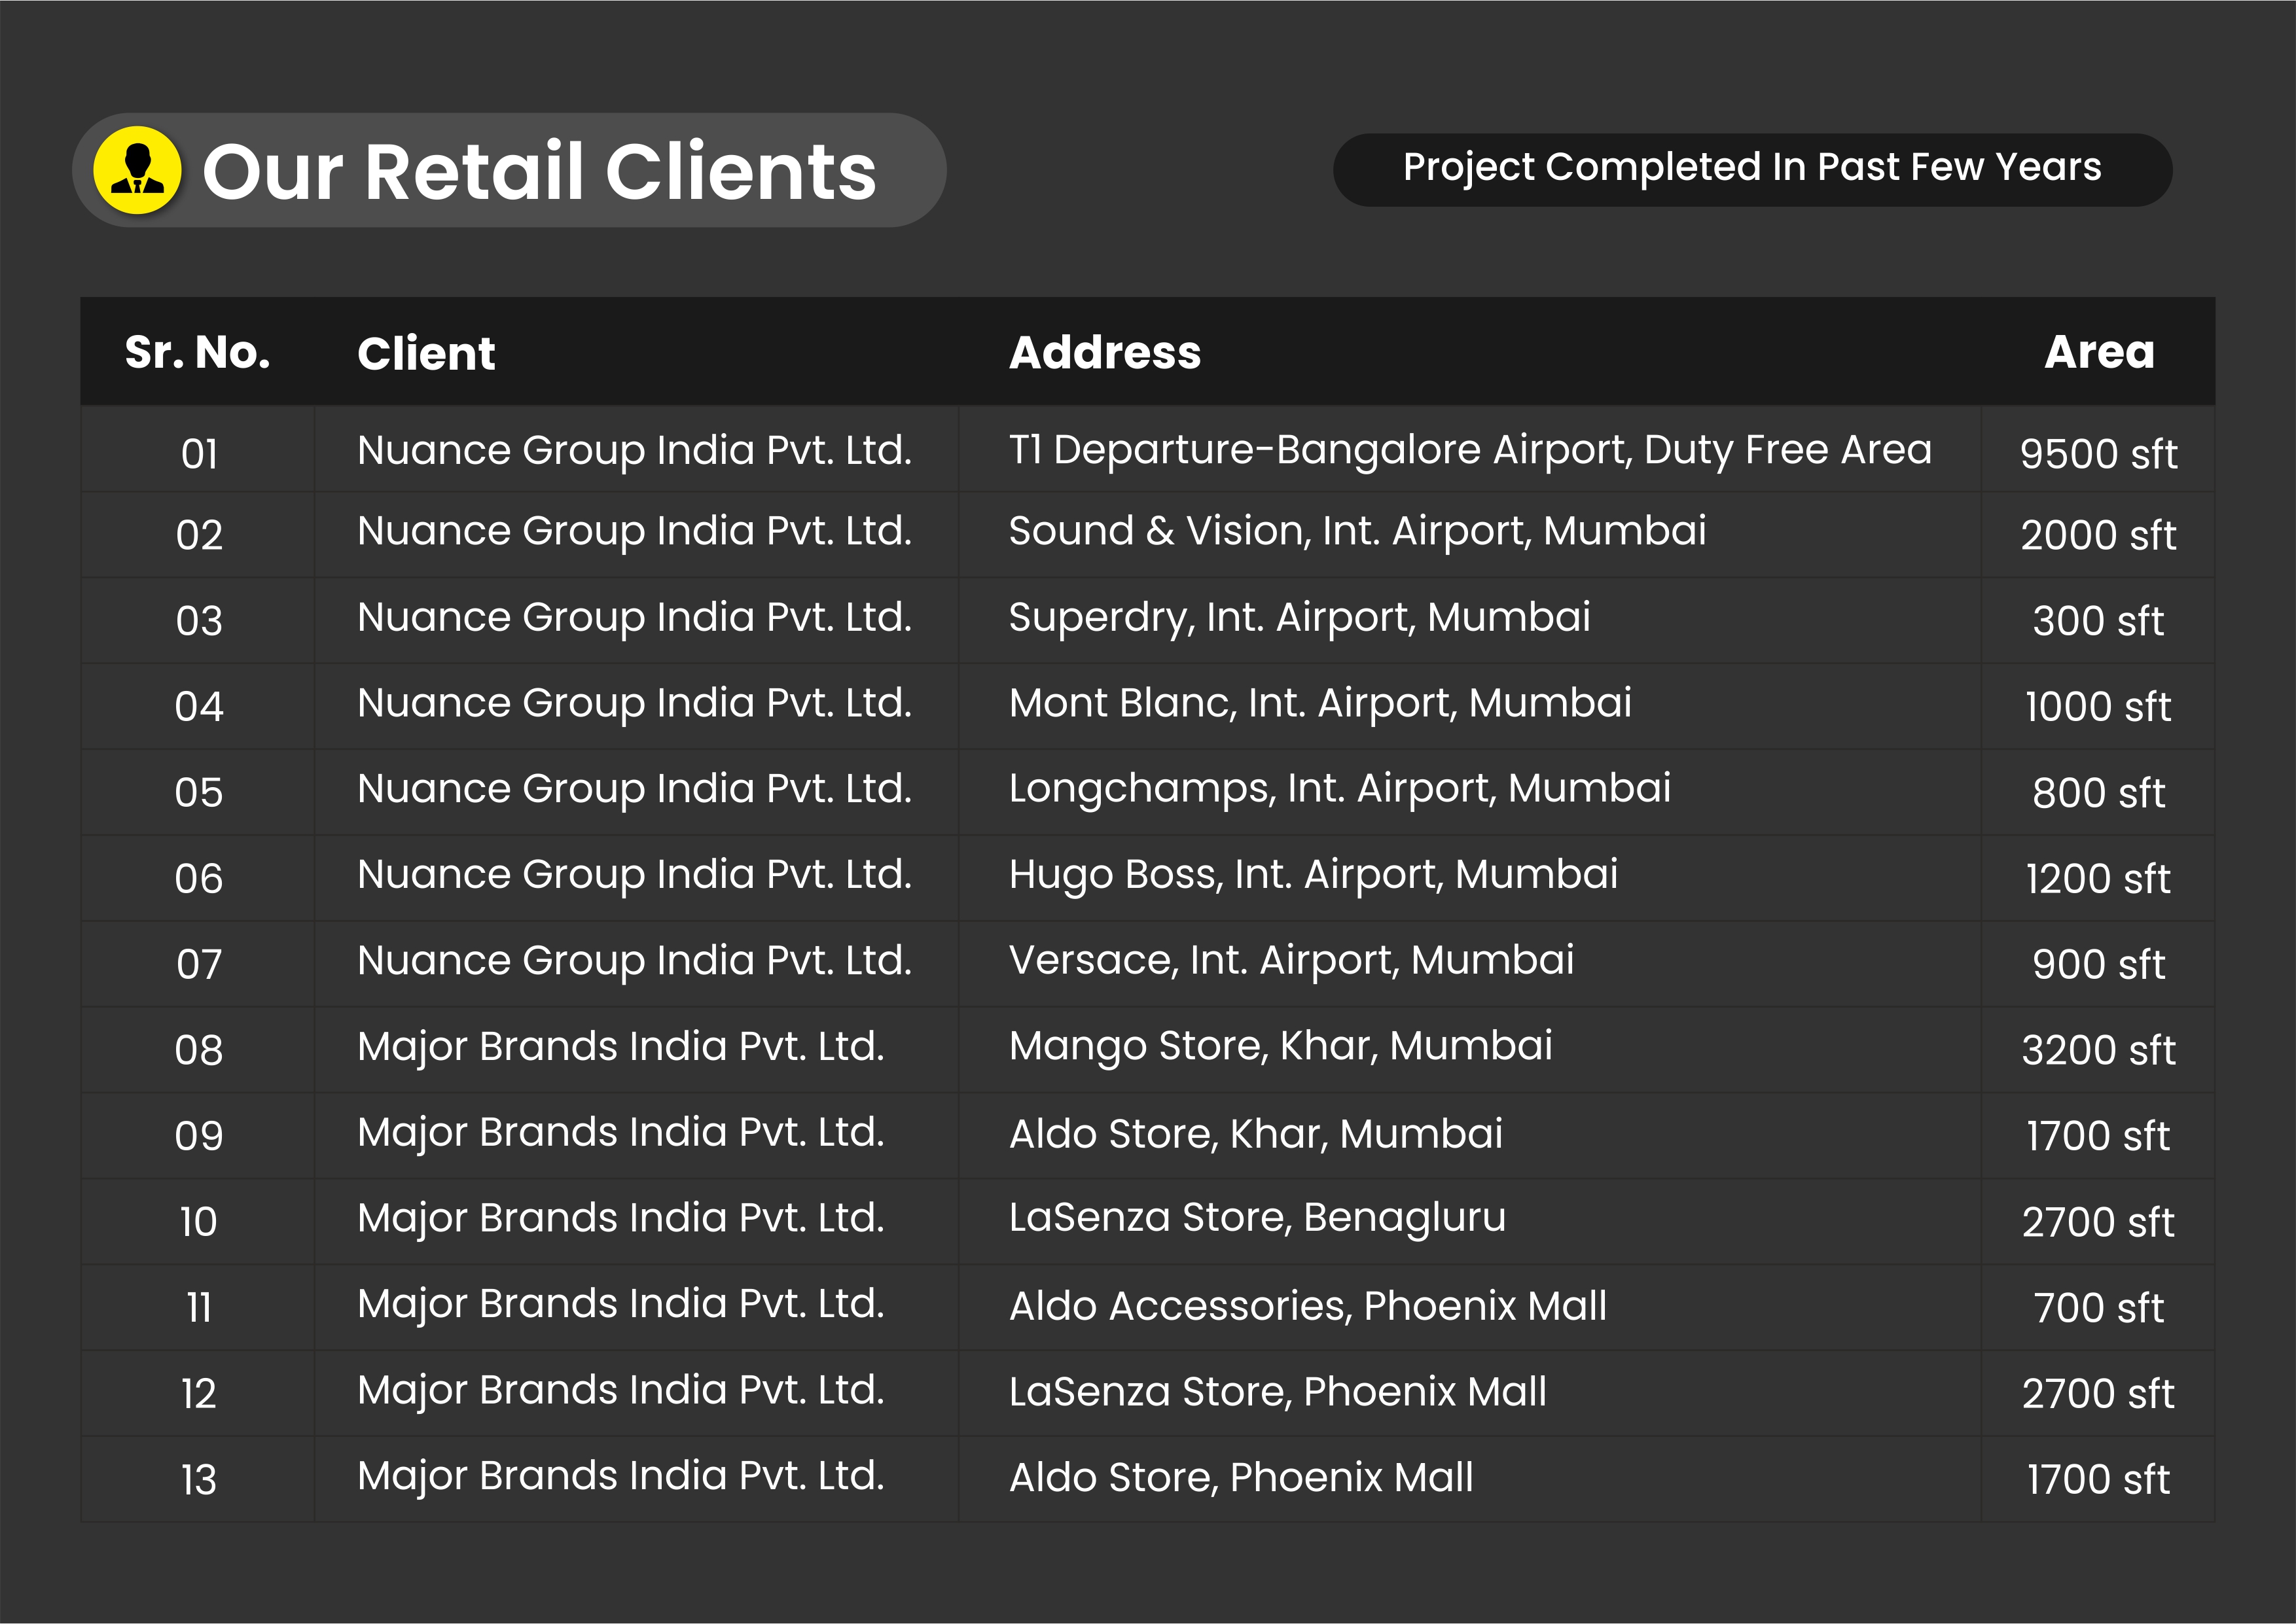 Our Retail Clients
Project Completed In Past Few Years
Sr. No. Client Address Area
01 Nuance Group India Pvt. Ltd. T1 Departure-Bangalore Airport, Duty Free Area 9500 sft
02 Nuance Group India Pvt. Ltd. Sound & Vision, Int. Airport, Mumbai 2000 sft
03 Nuance Group India Pvt. Ltd. Superdry, Int. Airport, Mumbai 300 sft
04 Nuance Group India Pvt. Ltd. Mont Blanc, Int. Airport, Mumbai 1000 sft
05 Nuance Group India Pvt. Ltd. Longchamps, Int. Airport, Mumbai 800 sft
06 Nuance Group India Pvt. Ltd. Hugo Boss, Int. Airport, Mumbai 1200 sft
07 Nuance Group India Pvt. Ltd. Versace, Int. Airport, Mumbai 900 sft
08 Major Brands India Pvt. Ltd. Mango Store, Khar, Mumbai 3200 sft
09 Major Brands India Pvt. Ltd. Aldo Store, Khar, Mumbai 1700 sft
10 Major Brands India Pvt. Ltd. LaSenza Store, Benagluru 2700 sft
11 Major Brands India Pvt. Ltd. Aldo Accessories, Phoenix Mall 700 sft
12 Major Brands India Pvt. Ltd. LaSenza Store, Phoenix Mall 2700 sft
13 Major Brands India Pvt. Ltd. Aldo Store, Phoenix Mall 1700 sft